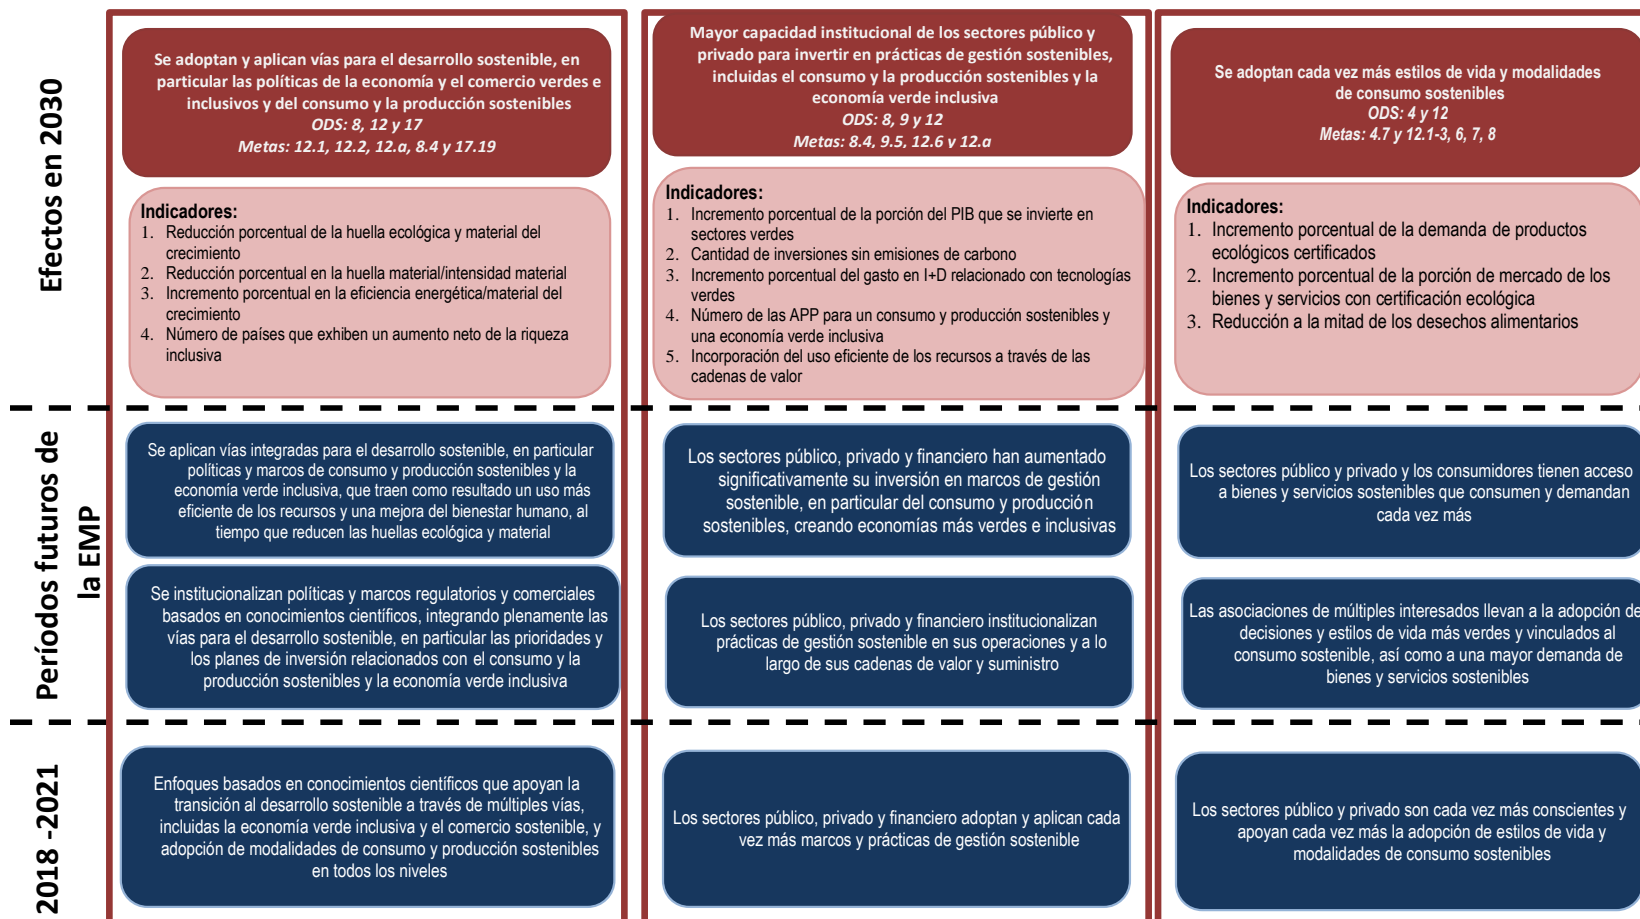 Efectos en 2030
Se adoptan y aplican vías para el desarrollo sostenible, en
particular las políticas de la economía y el comercio verdes e
inclusivos y del consumo y la producción sostenibles
ODS: 8, 12 y 17
Metas: 12.1, 12.2, 12.a, 8.4 y 17.19
Indicadores:
1. Reducción porcentual de la huella ecológica y material del
crecimiento
2. Reducción porcentual en la huella material/intensidad material
3. Incremento porcentual en la eficiencia energética/material del
crecimiento
4. Número de países que exhiben un aumento neto de la riqueza
inclusiva
Mayor capacidad institucional de los sectores público y
privado para invertir en prácticas de gestión sostenibles,
incluidas el consumo y la producción sostenibles y la
economía verde inclusiva
ODS: 8, 9 y 12
Metas: 8.4, 9.5, 12.6 y 12.a
Indicadores:
1. Incremento porcentual de la porción del PIB que se invierte en
sectores verdes
2. Cantidad de inversiones sin emisiones de carbono
3. Incremento porcentual del gasto en I+D relacionado con tecnologías
verdes
4. Número de las APP para un consumo y producción sostenibles y
una economía verde inclusiva
5. Incorporación del uso eficiente de los recursos a través de las
cadenas de valor
Se adoptan cada vez más estilos de vida y modalidades
de consumo sostenibles
ODS: 4 y 12
Metas: 4.7 y 12.1-3, 6, 7, 8
Indicadores:
1. Incremento porcentual de la demanda de productos
ecológicos certificados
2. Incremento porcentual de la porción de mercado de los
bienes y servicios con certificación ecológica
3. Reducción a la mitad de los desechos alimentarios
Períodos futuros de
la EMP
Se aplican vías integradas para el desarrollo sostenible, en particular
políticas y marcos de consumo y producción sostenibles y la
economía verde inclusiva, que traen como resultado un uso más
eficiente de los recursos y una mejora del bienestar humano, al
tiempo que reducen las huellas ecológica y material
Los sectores público, privado y financiero han aumentado
significativamente su inversión en marcos de gestión
sostenible, en particular del consumo y producción
sostenibles, creando economías más verdes e inclusivas
Los sectores público y privado y los consumidores tienen acceso
a bienes y servicios sostenibles que consumen y demandan
cada vez más
Se institucionalizan políticas y marcos regulatorios y comerciales
basados en conocimientos científicos, integrando plenamente las
vías para el desarrollo sostenible, en particular las prioridades y
los planes de inversión relacionados con el consumo y la
producción sostenibles y la economía verde inclusiva
Los sectores público, privado y financiero institucionalizan
prácticas de gestión sostenible en sus operaciones y a lo
largo de sus cadenas de valor y suministro
Las asociaciones de múltiples interesados llevan a la adopción de
decisiones y estilos de vida más verdes y vinculados al
consumo sostenible, así como a una mayor demanda de
bienes y servicios sostenibles
2018 -2021
Enfoques basados en conocimientos científicos que apoyan la
transición al desarrollo sostenible a través de múltiples vías,
incluidas la economía verde inclusiva y el comercio sostenible, y
adopción de modalidades de consumo y producción sostenibles
en todos los niveles
Los sectores público, privado y financiero adoptan y aplican cada
vez más marcos y prácticas de gestión sostenible
Los sectores público y privado son cada vez más conscientes y
apoyan cada vez más la adopción de estilos de vida y
modalidades de consumo sostenibles